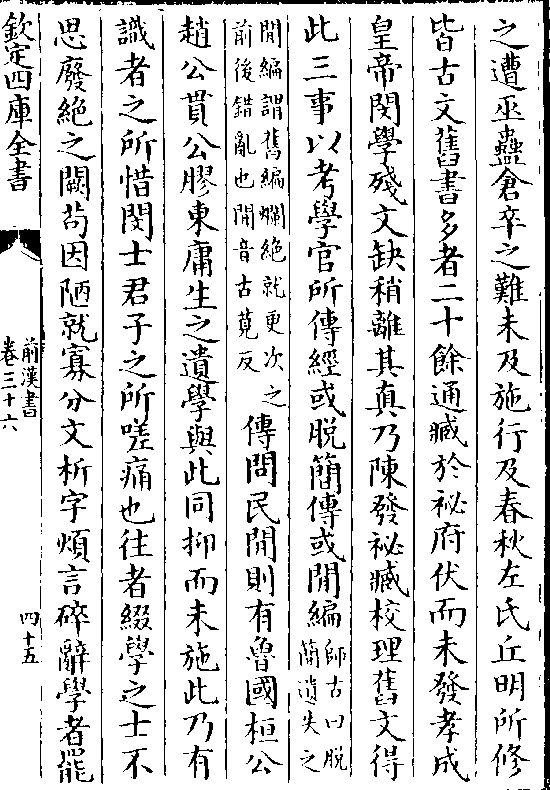 之遭巫蠱倉卒之難未及施行及春秋左氏丘明所修
皆古文舊書多者二十餘通臧於祕府伏而未發孝成
皇帝閔學殘文缺稍離其真乃陳發祕臧校理舊文得
此三事以考學官所傳經或脱簡傳或閒編師古曰脱簡遺失之
閒編謂舊編爛絶就更次之前後錯亂也閒音古莧反傳問民閒則有魯國桓公
趙公貫公膠東庸生之遺學與此同抑而未施此乃有
識者之所惜閔士君子之所嗟痛也往者綴學之士不
思廢絶之闕茍因陋就寡分文析字煩言碎辭學者罷
欽定四庫全書
前漢書
卷三十六
四十五